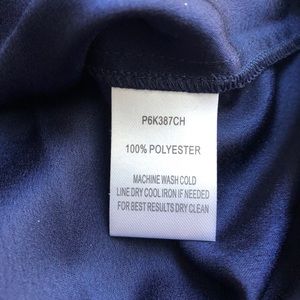 P6K387CH
100% POLYESTER
MACHINE WASH COLD
LINE DRY COOL IRON IF NEEDED
FOR BEST RESULTS DRY CLEAN